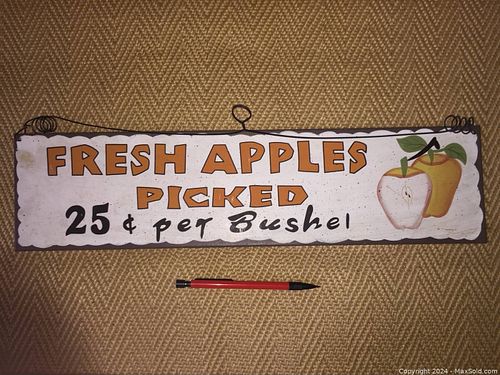 FRESH APPLES
PICKED
25 ¢ per Bushel
Copyright 2024 - MaxSold.com